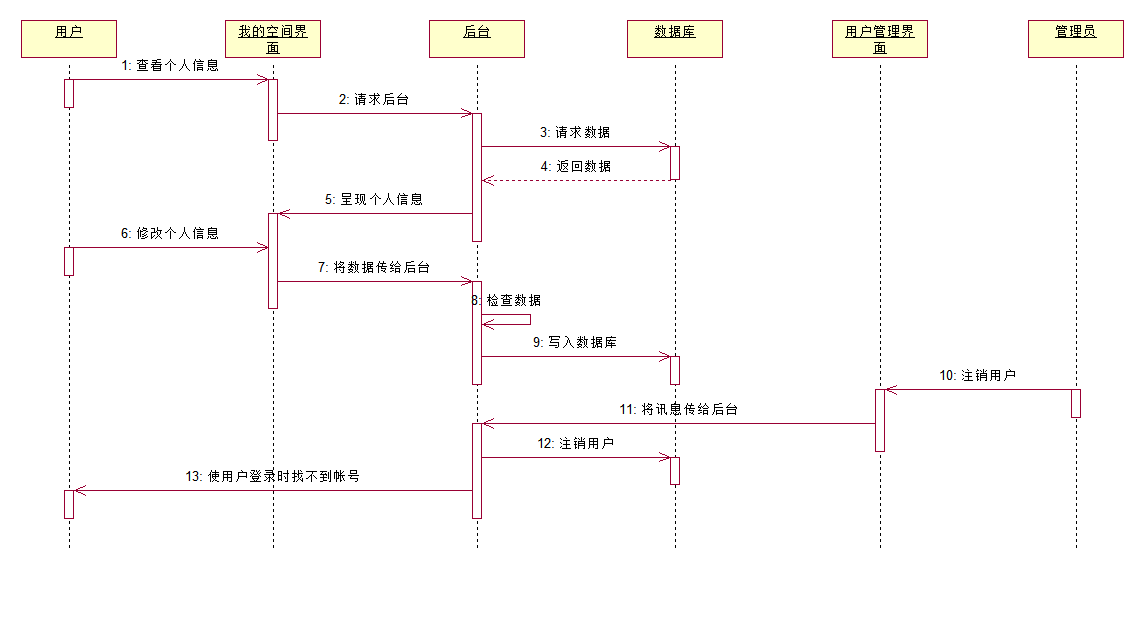 用户
我的空间界
面
后台
数据库
用户管理界
面
管理员
1: 查看个人信息
2: 请求后台
3: 请求数据
4: 返回数据
5: 呈现个人信息
6: 修改个人信息
7: 将数据传给后台
8: 检查数据
9: 写入数据库
10: 注销用户
11: 将讯息传给后台
12: 注销用户
13: 使用户登录时找不到帐号